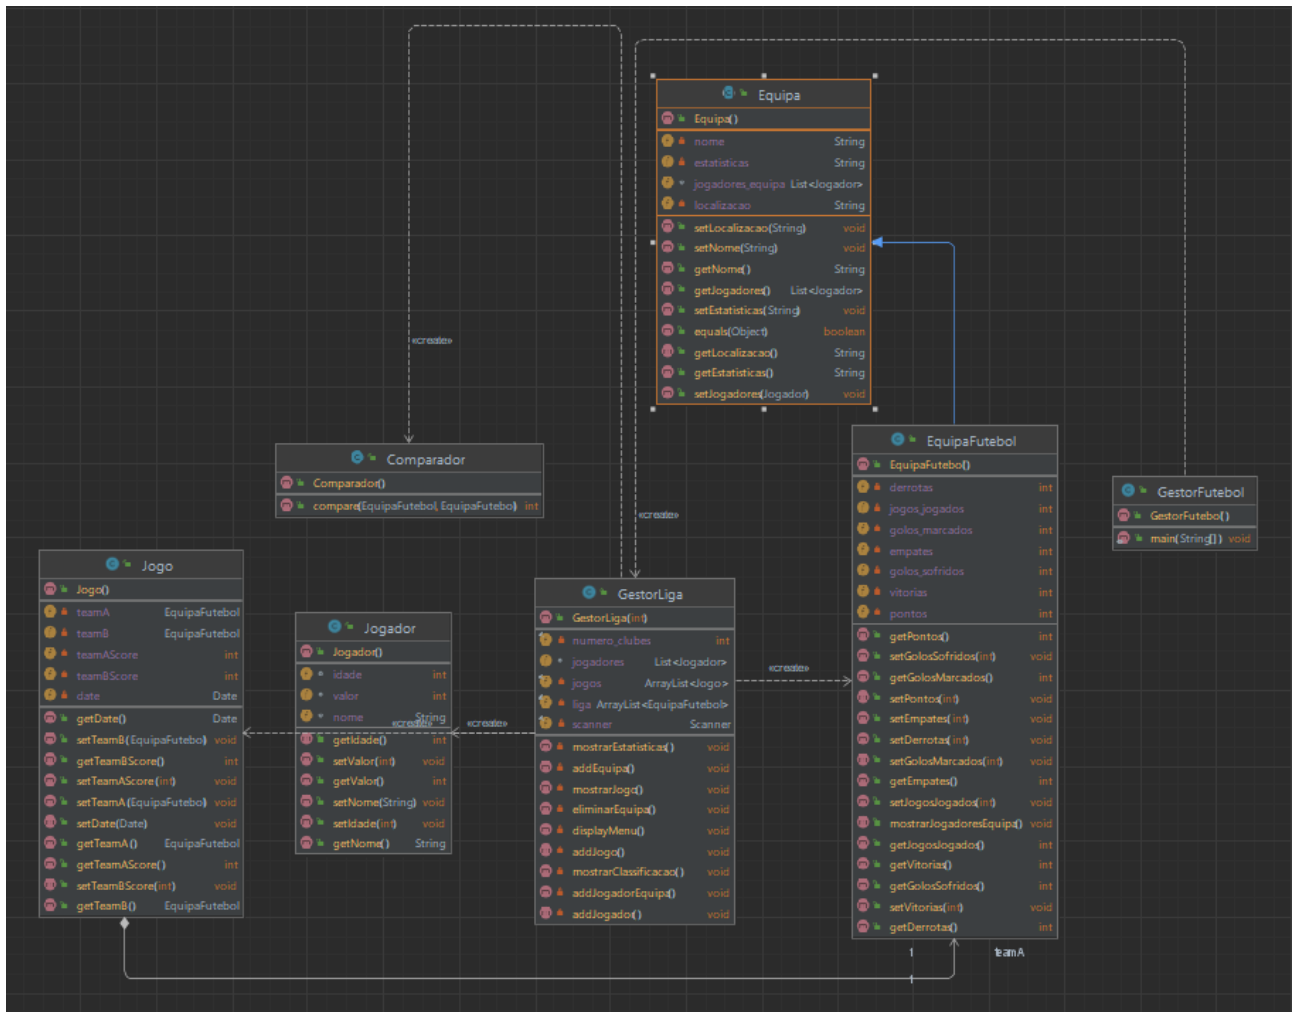 Equipa
Equipa()
nome String
estatisticas String
jogadores_equipa List<Jogador>
localizacao String
setLocalizacao(String) void
setNome(String) void
getNome() String
getJogadores() List<Jogador>
setEstatisticas(String) void
equals(Object) boolean
getLocalizacao() String
getEstatisticas() String
setJogadores(Jogador) void
«create»
Comparador
Comparador()
compare(EquipaFutebol, EquipaFutebol) int
«create»
EquipaFutebol
EquipaFutebol()
derrotas int
jogos_jogados int
golos_marcados int
empates int
golos_sofridos int
vitorias int
pontos int
getPontos() int
setGolosSofridos(int) void
getGolosMarcados() int
setPontos(int) void
setEmpates(int) void
setDerrotas(int) void
setGolosMarcados(int) void
getEmpates() int
setJogosJogados(int) void
mostrarJogadoresEquipa() void
getJogosJogados() int
getVitorias() int
getGolosSofridos() int
setVitorias(int) void
getDerrotas() int
GestorFutebol
GestorFutebol()
main(String[]) void
Jogo
Jogo()
teamA EquipaFutebol
teamB EquipaFutebol
teamAScore int
teamBScore int
date Date
getDate() Date
setTeamB(EquipaFutebol) void
getTeamBScore() int
setTeamAScore(int) void
setTeamA(EquipaFutebol) void
setDate(Date) void
getTeamA() EquipaFutebol
getTeamAScore() int
setTeamBScore(int) void
getTeamB() EquipaFutebol
Jogador
Jogador()
idade int
valor int
nome String
«create»
getIdade() int
setValor(int) void
getValor() int
setNome(String) void
setIdade(int) void
getNome() String
«create»
GestorLiga
GestorLiga(int)
numero_clubes int
jogadores List<Jogador>
jogos ArrayList<Jogo>
liga ArrayList<EquipaFutebol>
scanner Scanner
mostrarEstatisticas() void
addEquipa() void
mostrarJogo() void
eliminarEquipa() void
displayMenu() void
addJogo() void
mostrarClassificacao() void
addJogadorEquipa() void
addJogador() void
«create»
1 teamA
1